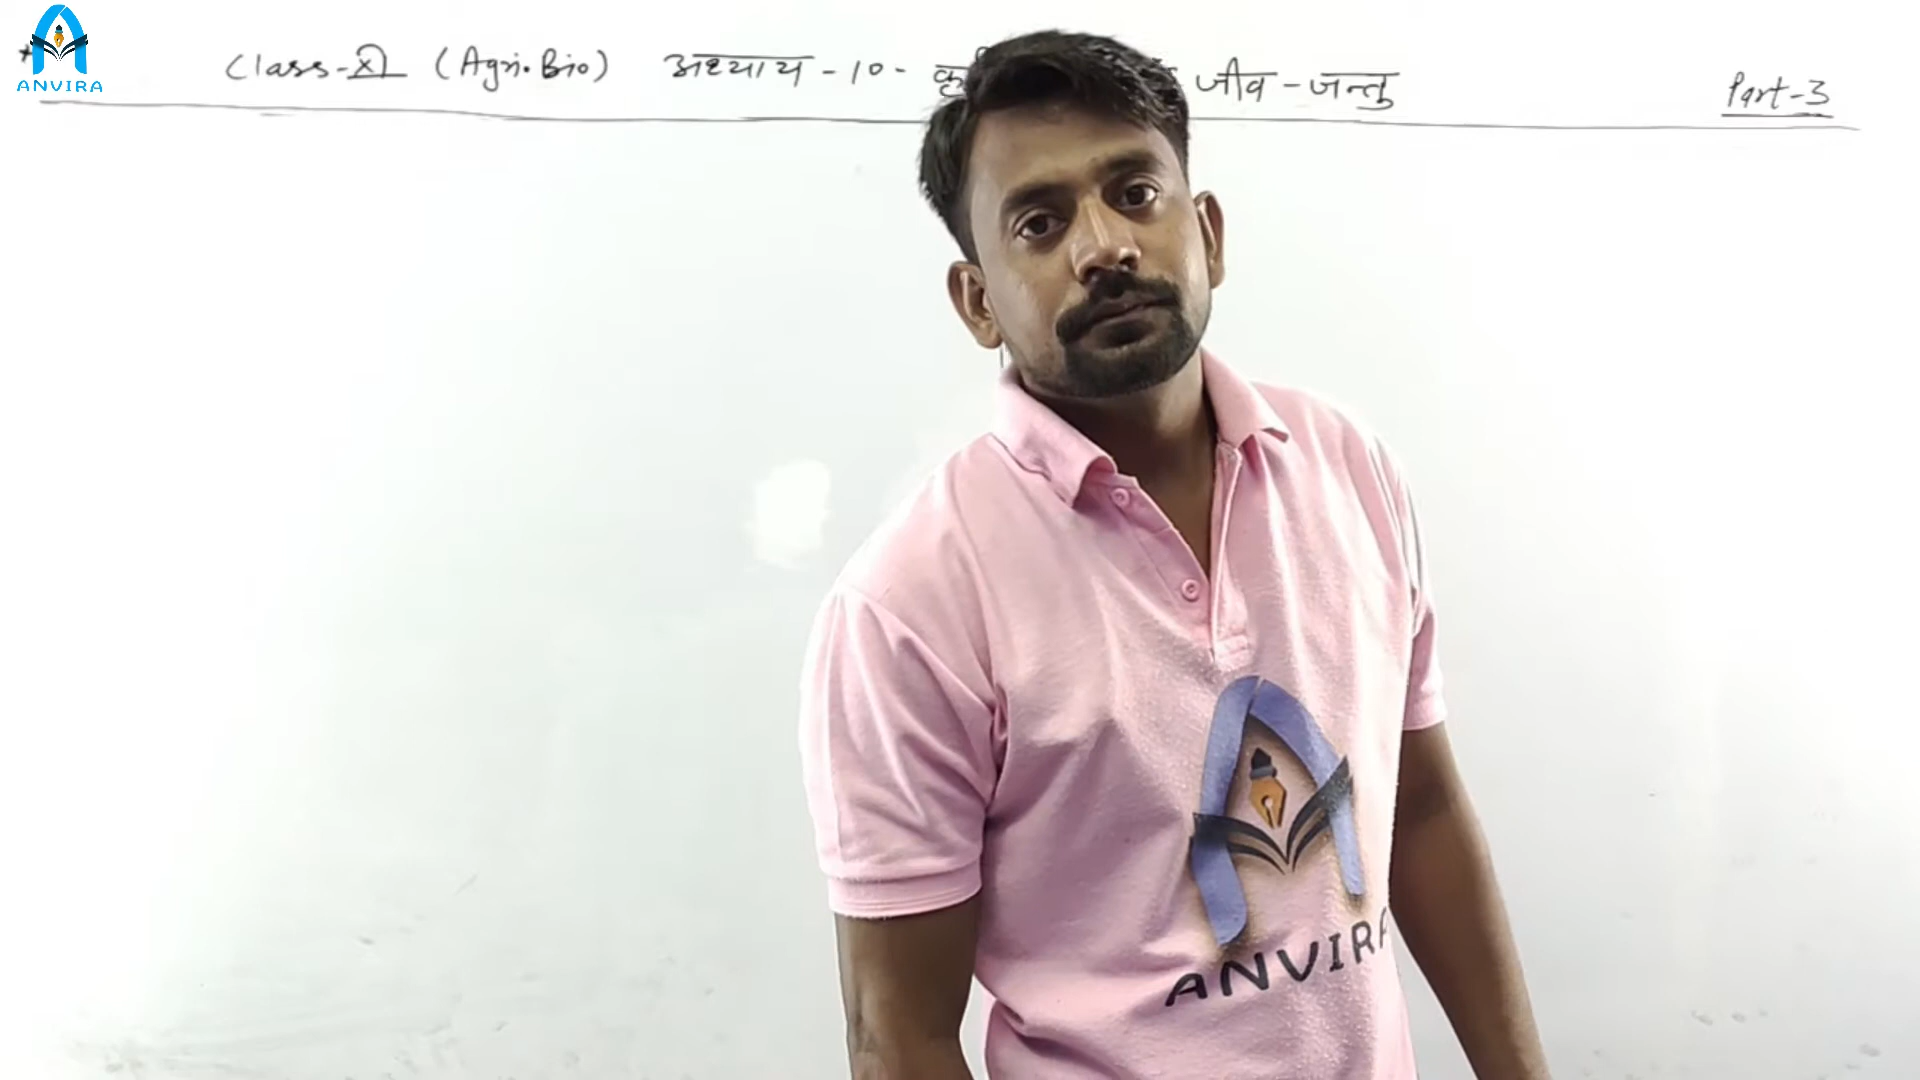 ANVIRA
Class-XI (Agri. Bio) अध्याय - 10 - जीव - जन्तु Part-3
ANVIRA